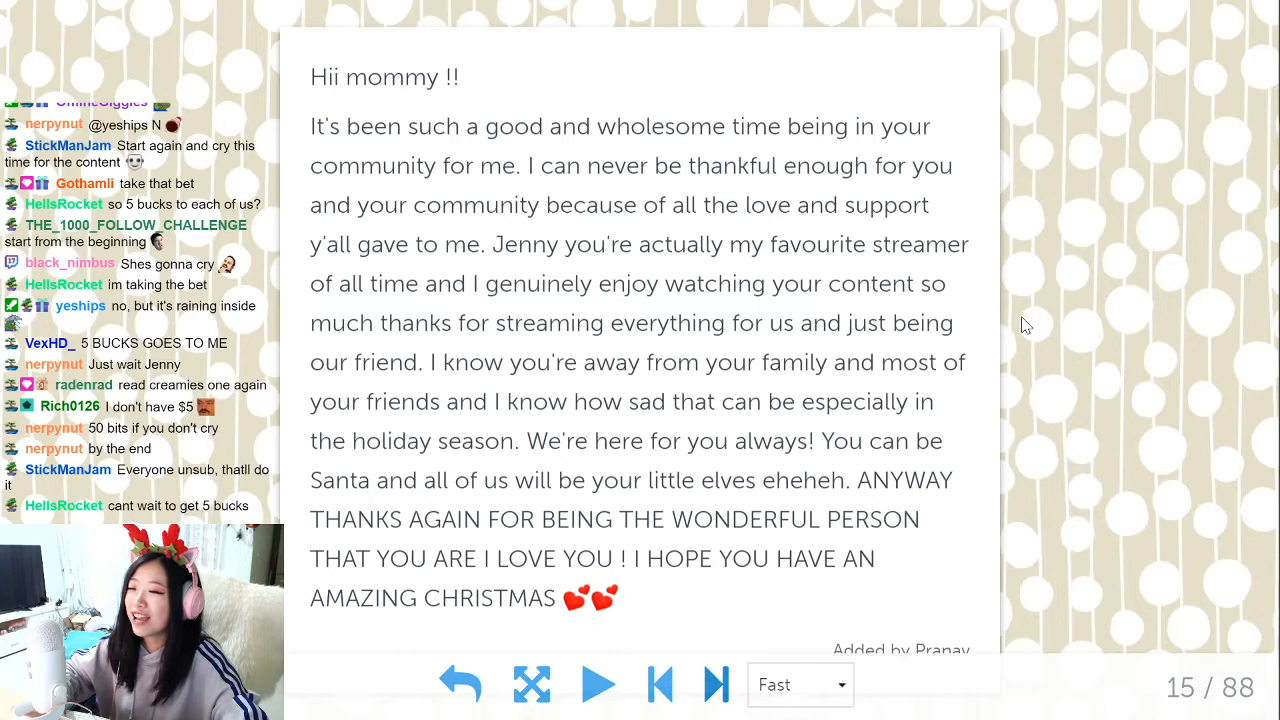 OmlineGiggles
nerpynut @yeships N
StickManJam Start again and cry this
time for the content
Gothamli take that bet
HellsRocket so 5 bucks to each of us?
THE_1000_FOLLOW_CHALLENGE
start from the beginning
black_nimbus Shes gonna cry
HellsRocket im taking the bet
yeships no, but it's raining inside
VexHD_ 5 BUCKS GOES TO ME
nerpynut Just wait Jenny
radenrad read creamies one again
Rich0126 I don't have $5
nerpynut 50 bits if you don't cry
nerpynut by the end
StickManJam Everyone unsub, thatll do
it
HellsRocket cant wait to get 5 bucks
Hii mommy !!
It's been such a good and wholesome time being in your
community for me. I can never be thankful enough for you
and your community because of all the love and support
y'all gave to me. Jenny you're actually my favourite streamer
of all time and I genuinely enjoy watching your content so
much thanks for streaming everything for us and just being
our friend. I know you're away from your family and most of
your friends and I know how sad that can be especially in
the holiday season. We're here for you always! You can be
Santa and all of us will be your little elves eheheh. ANYWAY
THANKS AGAIN FOR BEING THE WONDERFUL PERSON
THAT YOU ARE I LOVE YOU ! I HOPE YOU HAVE AN
AMAZING CHRISTMAS 💕💕
Added by Pranav
Fast
15 / 88